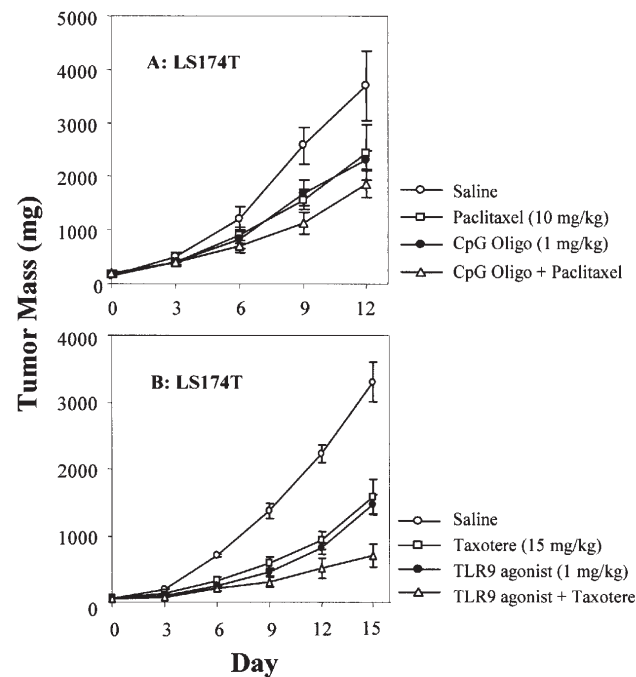 5000
A: LS174T
4000
3000
2000
1000
0
0 3 6 9 12
Saline
Paclitaxel (10 mg/kg)
CpG Oligo (1 mg/kg)
CpG Oligo + Paclitaxel
Tumor Mass (mg)
4000
B: LS174T
3000
2000
1000
0
0 3 6 9 12 15
Saline
Taxotere (15 mg/kg)
TLR9 agonist (1 mg/kg)
TLR9 agonist + Taxotere
Day